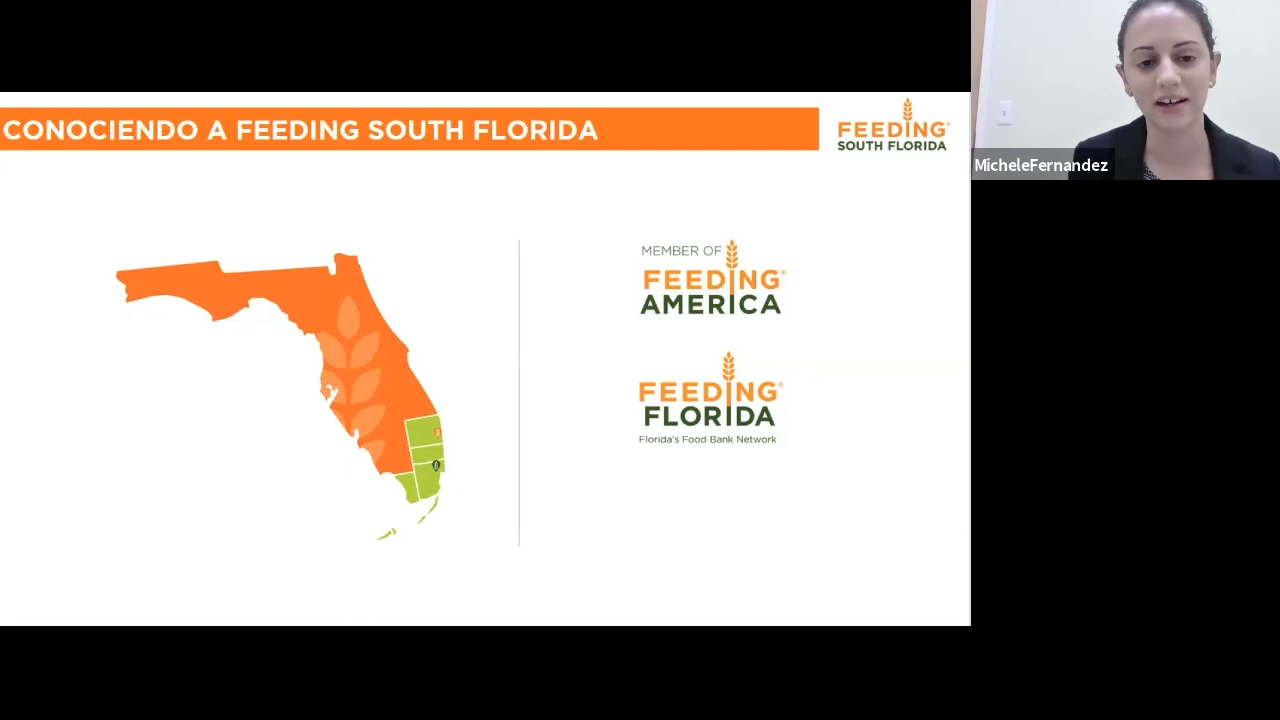 CONOCIENDO A FEEDING SOUTH FLORIDA
FEEDING®
SOUTH FLORIDA
MicheleFernandez
MEMBER OF
FEEDING®
AMERICA
FEEDING®
FLORIDA
Florida's Food Bank Network